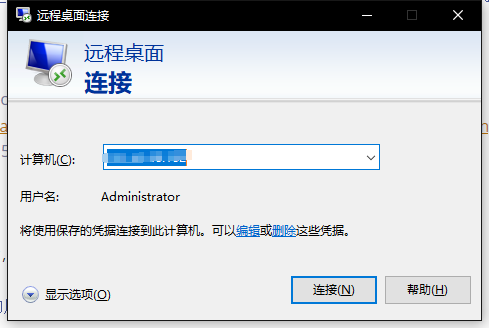 远程桌面连接
远程桌面
连接
计算机(C):
用户名: Administrator
将使用保存的凭据连接到此计算机。可以编辑或删除这些凭据。
显示选项(O)
连接(N) 帮助(H)